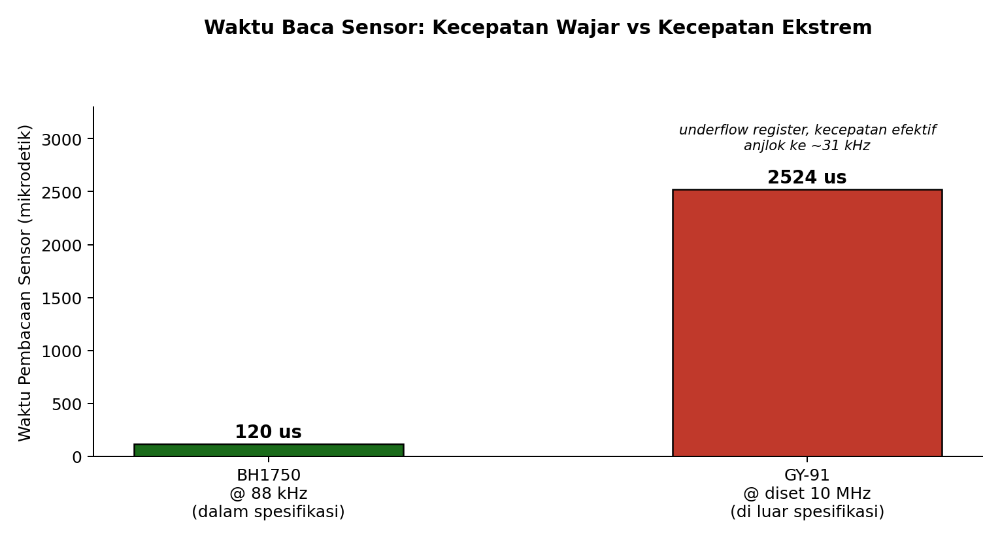 Waktu Baca Sensor: Kecepatan Wajar vs Kecepatan Ekstrem
Waktu Pembacaan Sensor (mikrodetik)
3000
2500
2000
1500
1000
500
0
120 us
underflow register, kecepatan efektif
anjlok ke ~31 kHz
2524 us
BH1750
@ 88 kHz
(dalam spesifikasi)
GY-91
@ diset 10 MHz
(di luar spesifikasi)